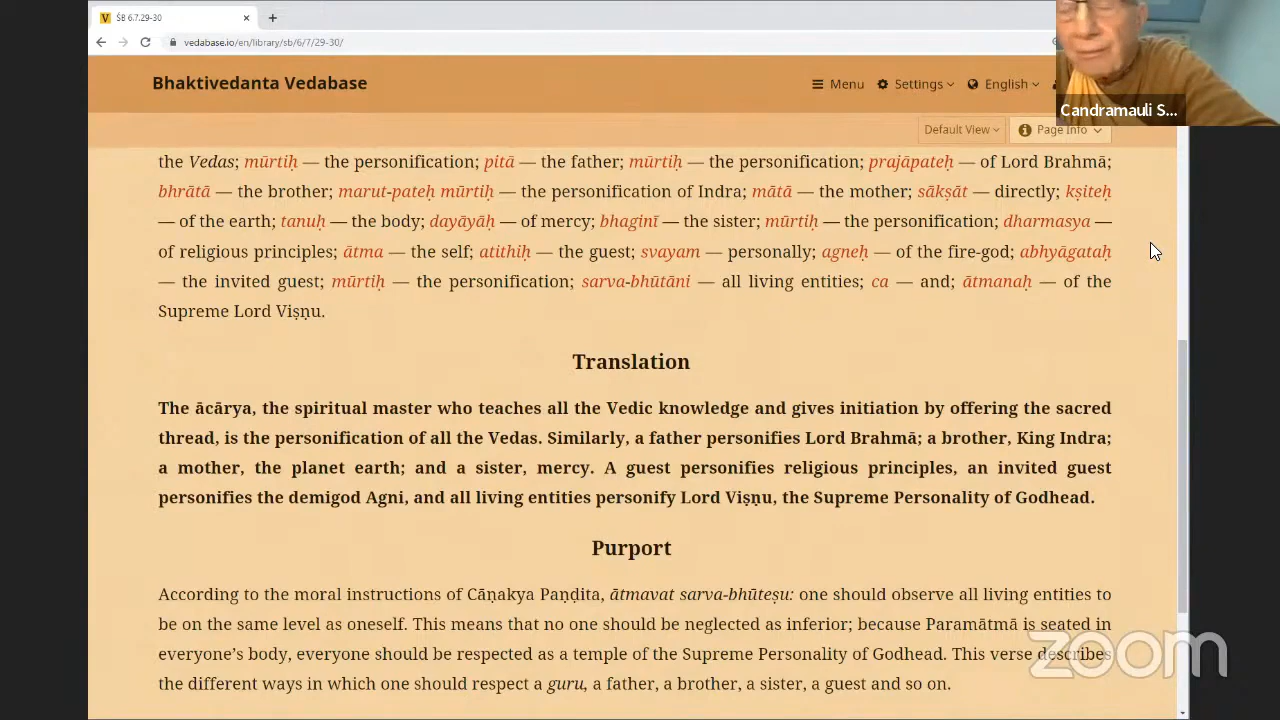 ŚB 6.7.29-30
vedabase.io/en/library/sb/6/7/29-30/
Bhaktivedanta Vedabase
Menu Settings English
Candramauli S...
Default View Page Info
the Vedas; mūrtiḥ — the personification; pitā — the father; mūrtiḥ — the personification; prajāpateḥ — of Lord Brahmā;
bhrātā — the brother; marut-pateḥ mūrtiḥ — the personification of Indra; mātā — the mother; sākṣāt — directly; kṣiteḥ
— of the earth; tanuḥ — the body; dayāyāḥ — of mercy; bhaginī — the sister; mūrtiḥ — the personification; dharmasya —
of religious principles; ātma — the self; atithiḥ — the guest; svayam — personally; agneḥ — of the fire-god; abhyāgataḥ
— the invited guest; mūrtiḥ — the personification; sarva-bhūtāni — all living entities; ca — and; ātmanaḥ — of the
Supreme Lord Viṣṇu.
Translation
The ācārya, the spiritual master who teaches all the Vedic knowledge and gives initiation by offering the sacred
thread, is the personification of all the Vedas. Similarly, a father personifies Lord Brahmā; a brother, King Indra;
a mother, the planet earth; and a sister, mercy. A guest personifies religious principles, an invited guest
personifies the demigod Agni, and all living entities personify Lord Viṣṇu, the Supreme Personality of Godhead.
Purport
According to the moral instructions of Cāṇakya Paṇḍita, ātmavat sarva-bhūteṣu: one should observe all living entities to
be on the same level as oneself. This means that no one should be neglected as inferior; because Paramātmā is seated in
everyone's body, everyone should be respected as a temple of the Supreme Personality of Godhead. This verse describes
the different ways in which one should respect a guru, a father, a brother, a sister, a guest and so on.
zoom